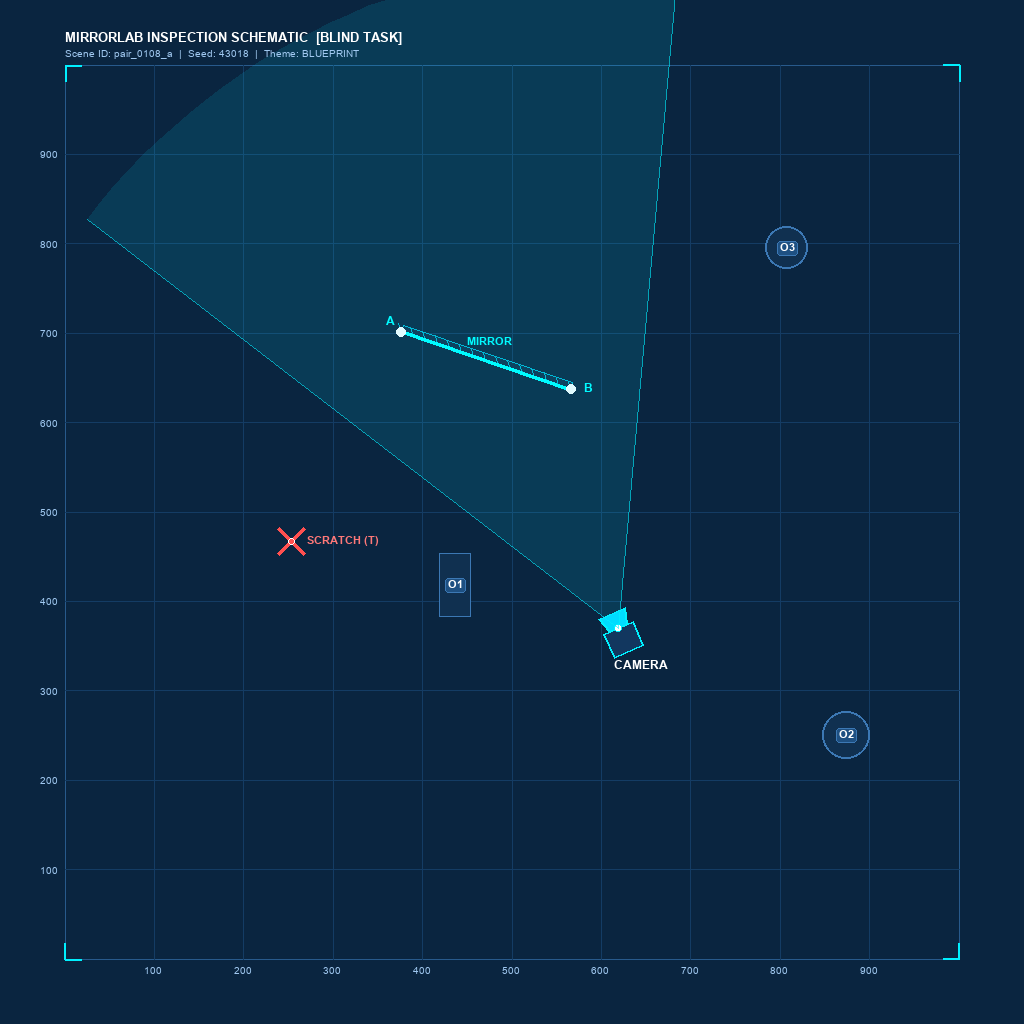 MIRRORLAB INSPECTION SCHEMATIC  [BLIND TASK]
Scene ID: pair_0108_a  |  Seed: 43018  |  Theme: BLUEPRINT
900
O3
800
A
MIRROR
700
B
600
500
SCRATCH (T)
O1
400
CAMERA
300
O2
200
100
100 200 300 400 500 600 700 800 900